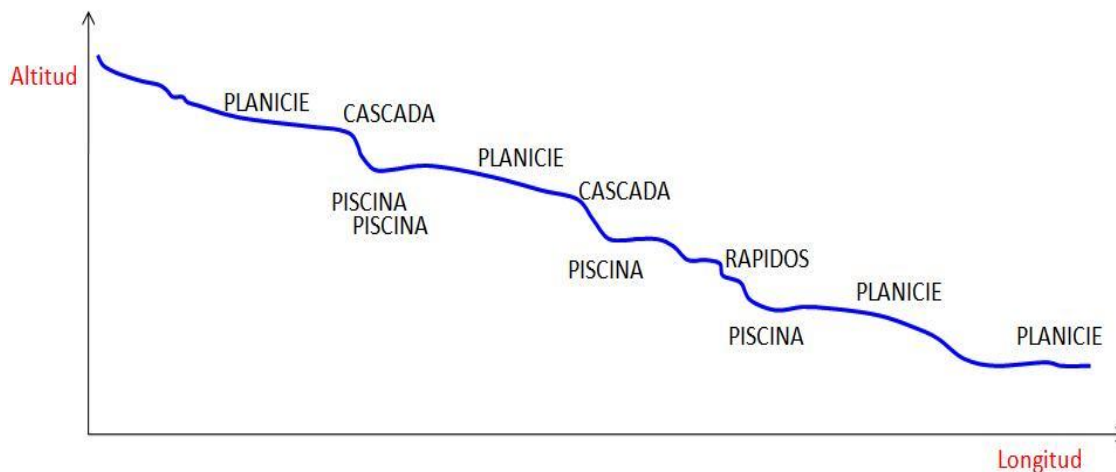 Altitud
PLANICIE
CASCADA
PLANICIE
PISCINA
PISCINA
CASCADA
PISCINA
RAPIDOS
PLANICIE
PISCINA
PLANICIE
Longitud